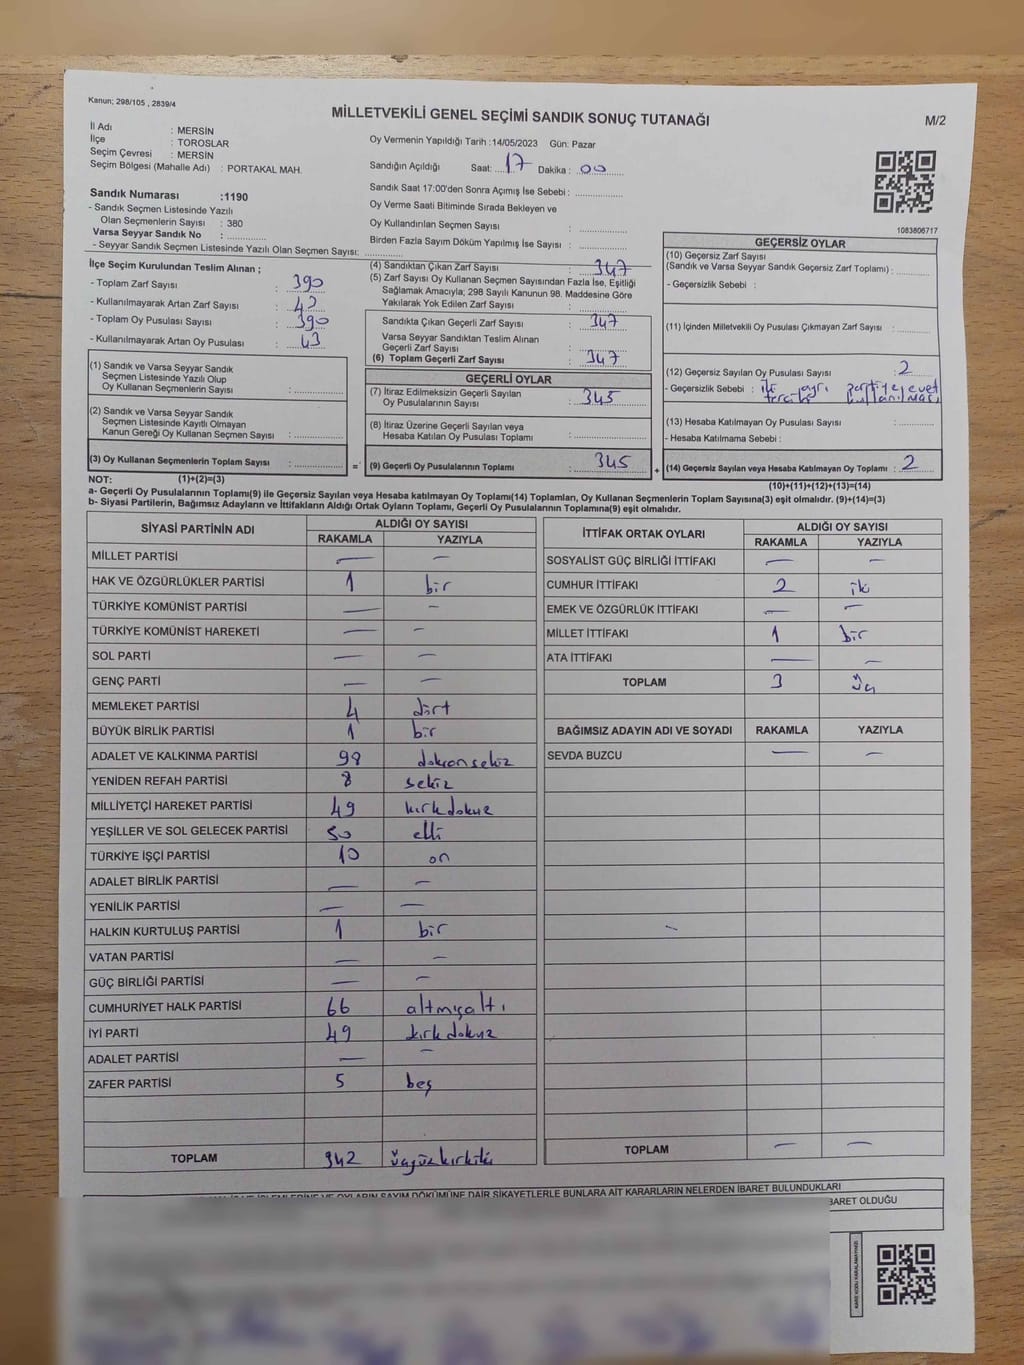 Kanun; 298/105 , 2839/4
MİLLETVEKİLİ GENEL SEÇİMİ SANDIK SONUÇ TUTANAĞI
M/2
İl Adı : MERSİN
İlçe : TOROSLAR
Seçim Çevresi : MERSİN
Seçim Bölgesi (Mahalle Adı) : PORTAKAL MAH.
Oy Vermenin Yapıldığı Tarih :14/05/2023 Gün: Pazar
Sandığın Açıldığı Saat: 17 Dakika : 00
Sandık Saat 17:00'den Sonra Açımış İse Sebebi :
Oy Verme Saati Bitiminde Sırada Bekleyen ve
Oy Kullandırılan Seçmen Sayısı :
Birden Fazla Sayım Döküm Yapılmış İse Sayısı :
1083806717
Sandık Numarası :1190
- Sandık Seçmen Listesinde Yazılı
Olan Seçmenlerin Sayısı : 380
Varsa Seyyar Sandık No :
- Seyyar Sandık Seçmen Listesinde Yazılı Olan Seçmen Sayısı:
İlçe Seçim Kurulundan Teslim Alınan ;
- Toplam Zarf Sayısı : 390
- Kullanılmayarak Artan Zarf Sayısı :
- Toplam Oy Pusulası Sayısı : 390
- Kullanılmayarak Artan Oy Pusulası : 43
(1) Sandık ve Varsa Seyyar Sandık
Seçmen Listesinde Yazılı Olup
Oy Kullanan Seçmenlerin Sayısı :
(2) Sandık ve Varsa Seyyar Sandık
Seçmen Listesinde Kayıtlı Olmayan
Kanun Gereği Oy Kullanan Seçmen Sayısı :
(3) Oy Kullanan Seçmenlerin Toplam Sayısı :
(4) Sandıktan Çıkan Zarf Sayısı : 347
(5) Zarf Sayısı Oy Kullanan Seçmen Sayısından Fazla İse, Eşitliği
Sağlamak Amacıyla; 298 Sayılı Kanunun 98. Maddesine Göre
Yakılarak Yok Edilen Zarf Sayısı :
Sandıkta Çıkan Geçerli Zarf Sayısı : 347
Varsa Seyyar Sandıktan Teslim Alınan
Geçerli Zarf Sayısı :
(6) Toplam Geçerli Zarf Sayısı : 347
GEÇERLİ OYLAR
(7) İtiraz Edilmeksizin Geçerli Sayılan
Oy Pusulalarının Sayısı : 345
(8) İtiraz Üzerine Geçerli Sayılan veya
Hesaba Katılan Oy Pusulası Toplamı :
= (9) Geçerli Oy Pusulalarının Toplamı : 345 +
GEÇERSİZ OYLAR
(10) Geçersiz Zarf Sayısı
(Sandık ve Varsa Seyyar Sandık Geçersiz Zarf Toplamı) :
- Geçersizlik Sebebi :
(11) İçinden Milletvekili Oy Pusulası Çıkmayan Zarf Sayısı :
(12) Geçersiz Sayılan Oy Pusulası Sayısı : 2
- Geçersizlik Sebebi : iki ayrı partiye evet
tercihi kullanılması
(13) Hesaba Katılmayan Oy Pusulası Sayısı :
- Hesaba Katılmama Sebebi :
(14) Geçersiz Sayılan veya Hesaba Katılmayan Oy Toplamı : 2
NOT: (1)+(2)=(3)
(10)+(11)+(12)+(13)=(14)
a- Geçerli Oy Pusulalarının Toplamı(9) ile Geçersiz Sayılan veya Hesaba katılmayan Oy Toplamı(14) Toplamları, Oy Kullanan Seçmenlerin Toplam Sayısına(3) eşit olmalıdır. (9)+(14)=(3)
b- Siyasi Partilerin, Bağımsız Adayların ve İttifakların Aldığı Ortak Oyların Toplamı, Geçerli Oy Pusulalarının Toplamına(9) eşit olmalıdır.
SİYASİ PARTİNİN ADI ALDIĞI OY SAYISI
RAKAMLA YAZIYLA
MİLLET PARTİSİ — —
HAK VE ÖZGÜRLÜKLER PARTİSİ 1 bir
TÜRKİYE KOMÜNİST PARTİSİ — —
TÜRKİYE KOMÜNİST HAREKETİ — —
SOL PARTİ — —
GENÇ PARTİ — —
MEMLEKET PARTİSİ 4 dört
BÜYÜK BİRLİK PARTİSİ 1 bir
ADALET VE KALKINMA PARTİSİ 98 doksansekiz
YENİDEN REFAH PARTİSİ 8 sekiz
MİLLİYETÇİ HAREKET PARTİSİ 49 kırkdokuz
YEŞİLLER VE SOL GELECEK PARTİSİ 50 elli
TÜRKİYE İŞÇİ PARTİSİ 10 on
ADALET BİRLİK PARTİSİ — —
YENİLİK PARTİSİ — —
HALKIN KURTULUŞ PARTİSİ 1 bir
VATAN PARTİSİ — —
GÜÇ BİRLİĞİ PARTİSİ — —
CUMHURİYET HALK PARTİSİ 66 altmışaltı
İYİ PARTİ 49 kırkdokuz
ADALET PARTİSİ — —
ZAFER PARTİSİ 5 beş
TOPLAM 342 üçyüzkırkiki
İTTİFAK ORTAK OYLARI ALDIĞI OY SAYISI
RAKAMLA YAZIYLA
SOSYALİST GÜÇ BİRLİĞİ İTTİFAKI — —
CUMHUR İTTİFAKI 2 iki
EMEK VE ÖZGÜRLÜK İTTİFAKI — —
MİLLET İTTİFAKI 1 bir
ATA İTTİFAKI — —
TOPLAM 3 üç
BAĞIMSIZ ADAYIN ADI VE SOYADI RAKAMLA YAZIYLA
SEVDA BUZCU — —
TOPLAM — —
OYLARIN SAYIM DÖKÜMÜNE DAİR ŞİKAYETLERLE BUNLARA AİT KARARLARIN NELERDEN İBARET BULUNDUKLARI
İBARET OLDUĞU
KARE KODU KARALAMAYINIZ!